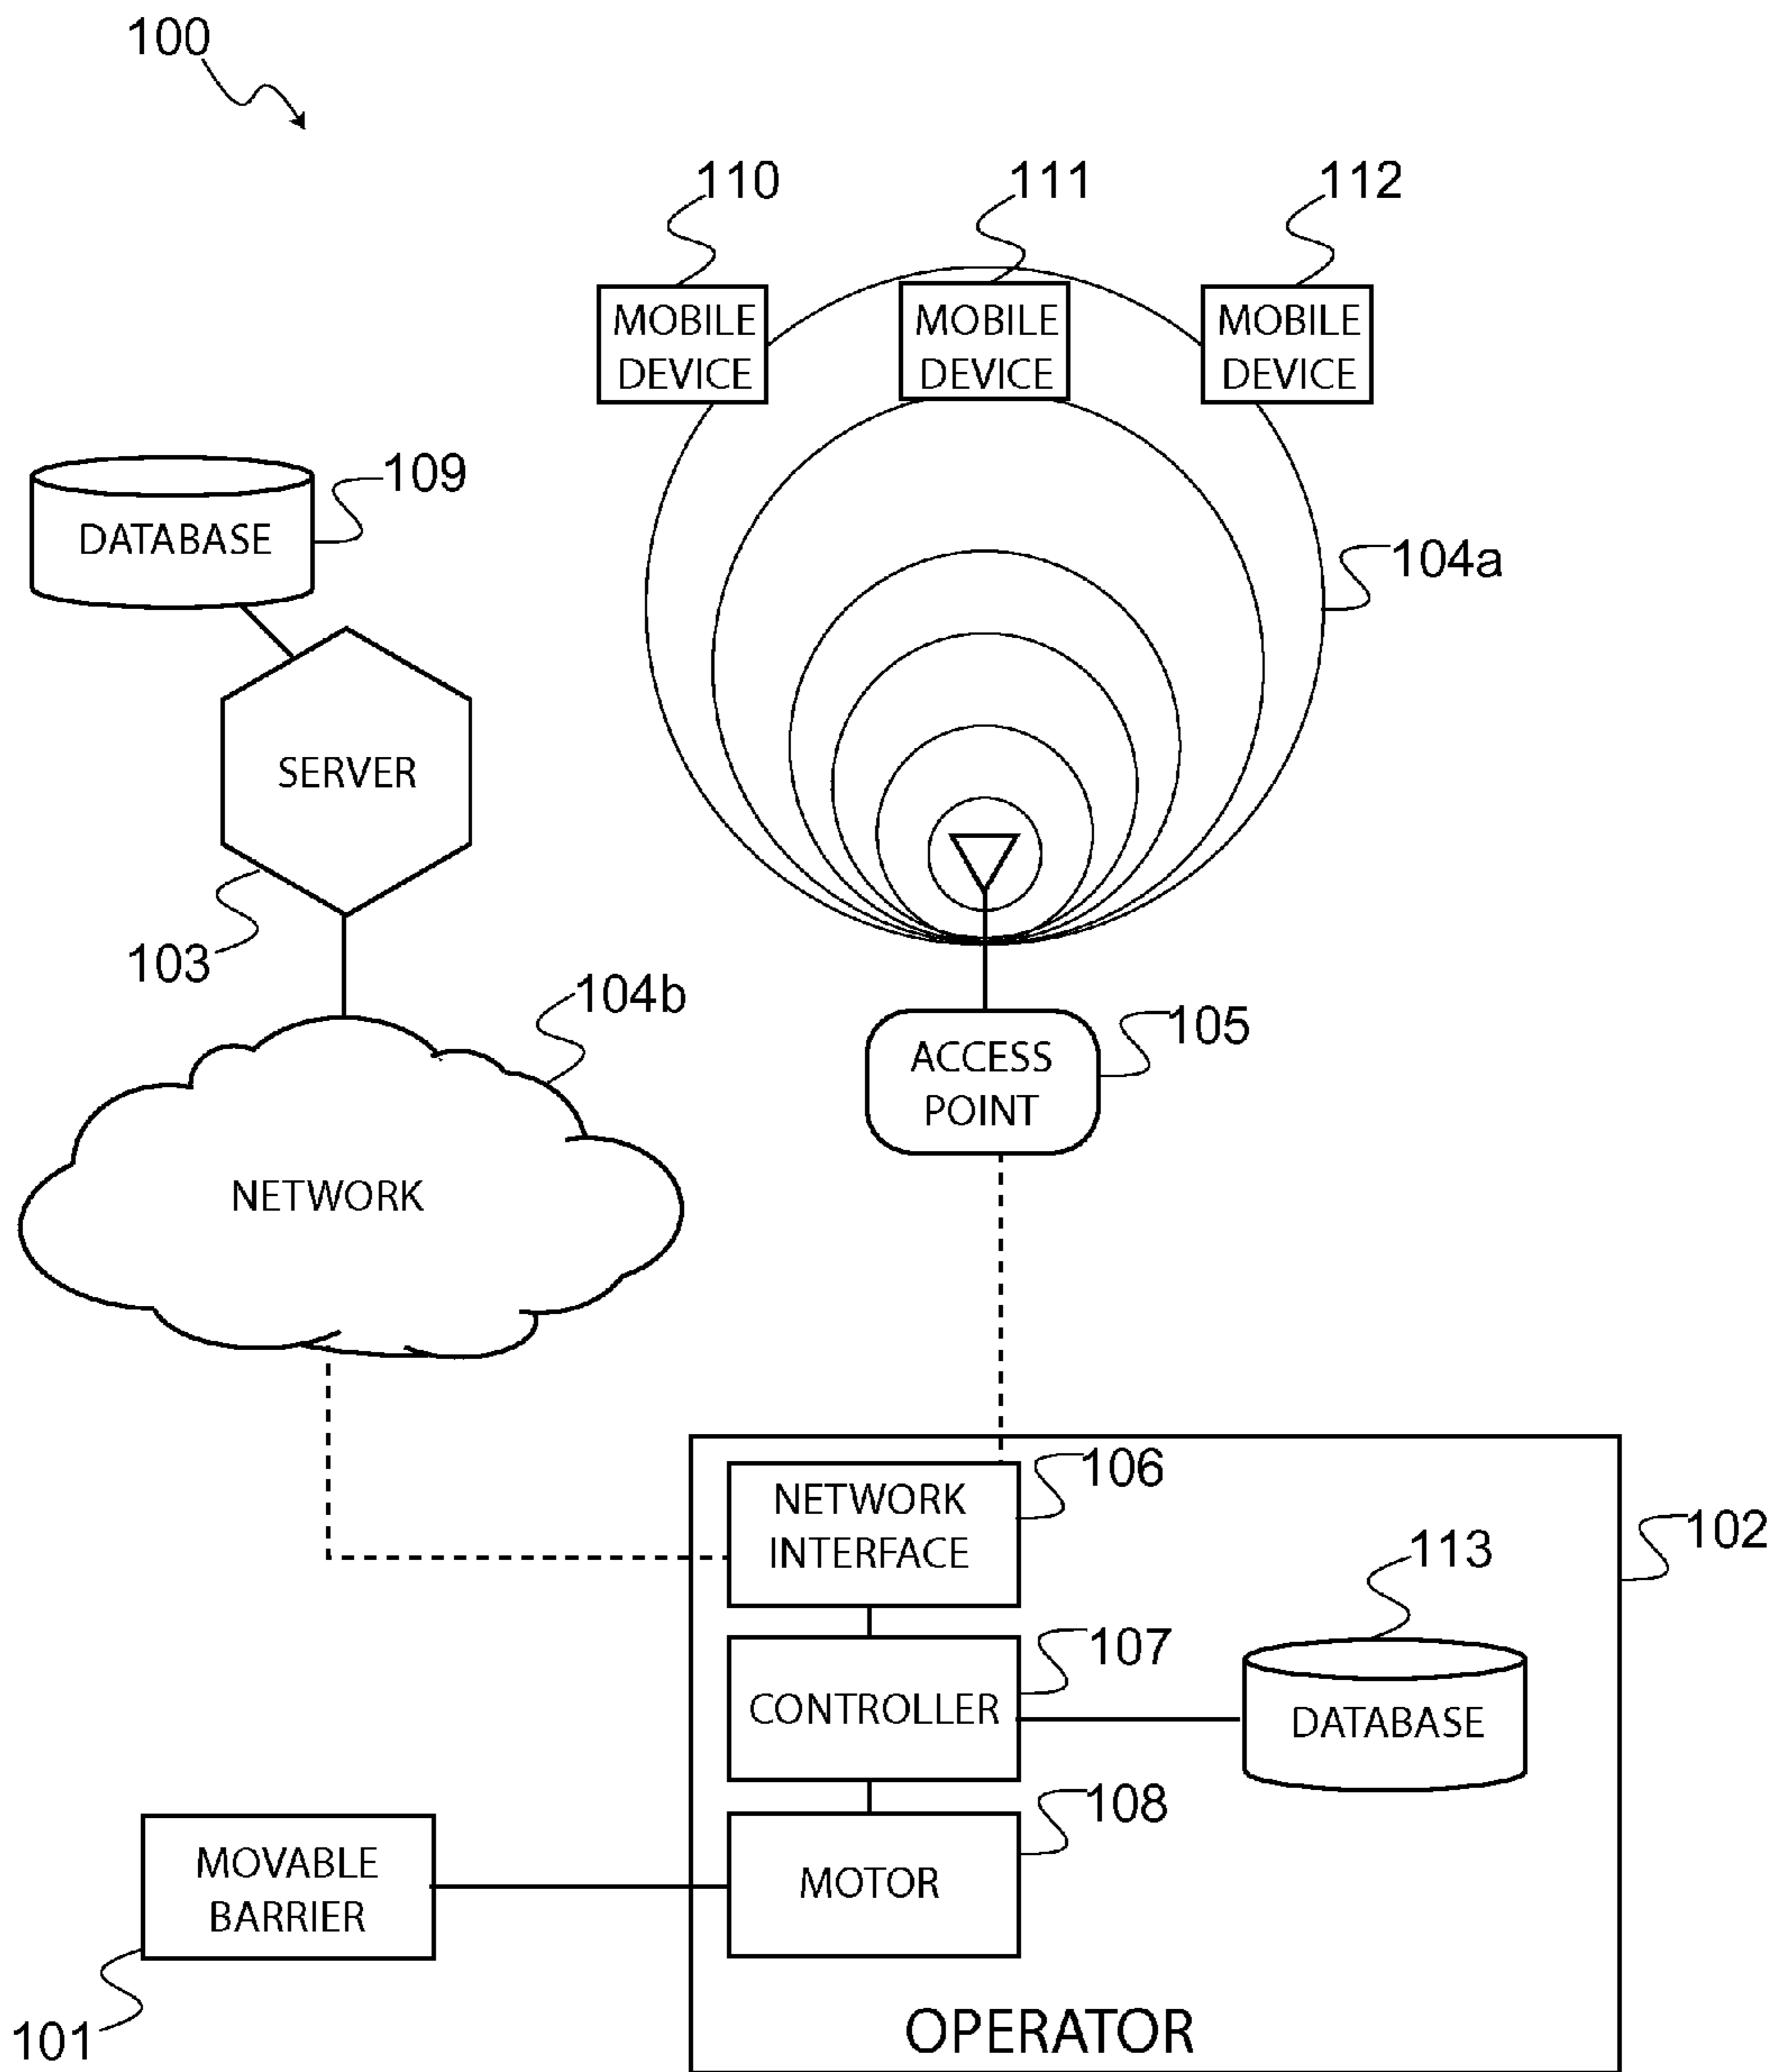 100
110
111
112
MOBILE
DEVICE
MOBILE
DEVICE
MOBILE
DEVICE
109
DATABASE
104a
SERVER
103
104b
105
ACCESS
POINT
NETWORK
106
NETWORK
INTERFACE
102
113
107
CONTROLLER
DATABASE
108
MOVABLE
BARRIER
MOTOR
101
OPERATOR